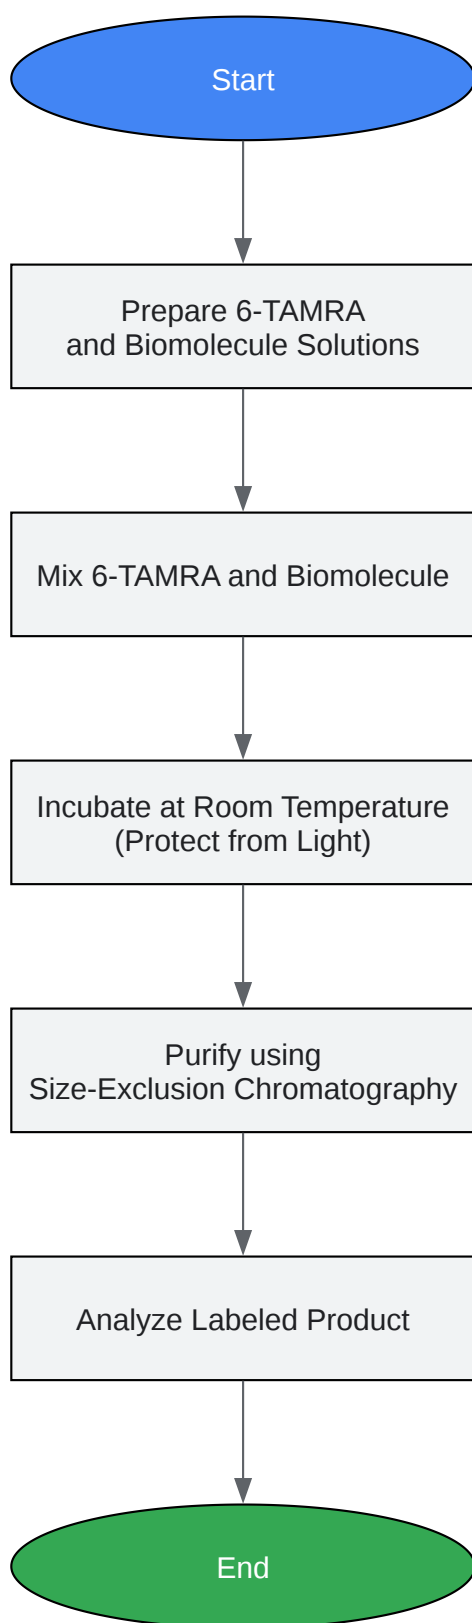 Start
Prepare 6-TAMRA
and Biomolecule Solutions
Mix 6-TAMRA and Biomolecule
Incubate at Room Temperature
(Protect from Light)
Purify using
Size-Exclusion Chromatography
Analyze Labeled Product
End